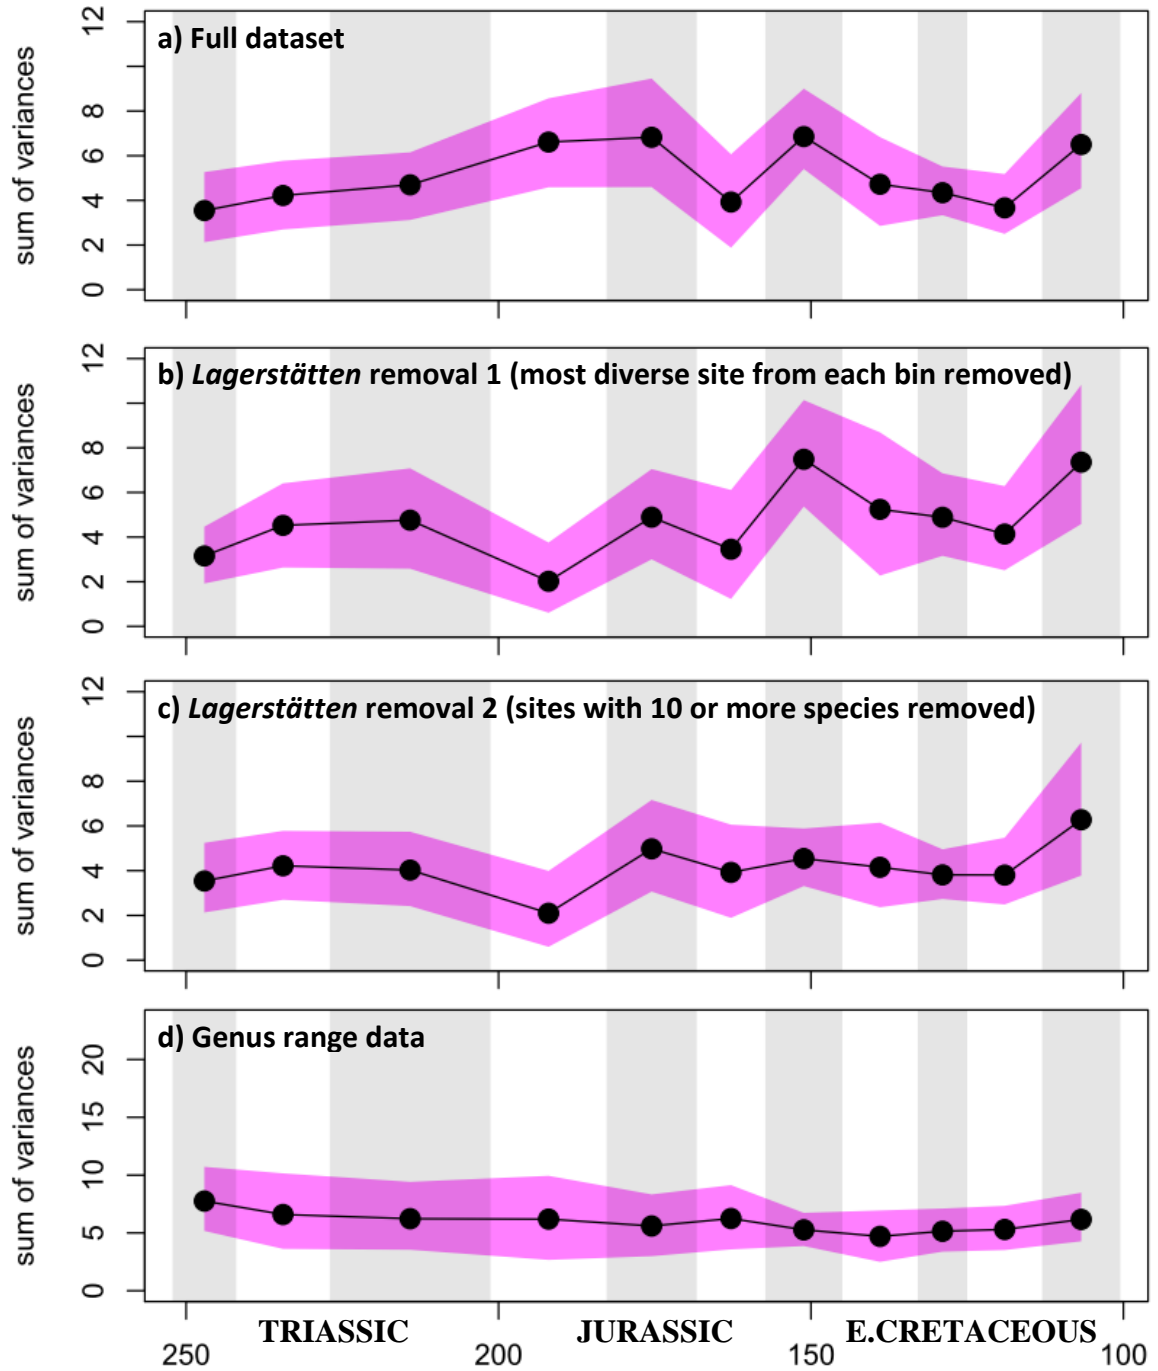 a) Full dataset
sum of variances
12
8
6
4
2
0
b) Lagerstätten removal 1 (most diverse site from each bin removed)
sum of variances
12
8
6
4
2
0
c) Lagerstätten removal 2 (sites with 10 or more species removed)
sum of variances
12
8
6
4
2
0
d) Genus range data
sum of variances
20
15
10
5
0
TRIASSIC JURASSIC E.CRETACEOUS
250 200 150 100